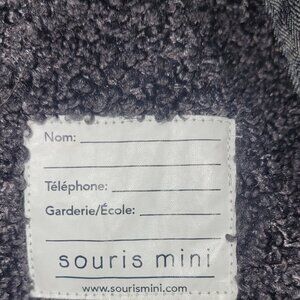 Nom:
Téléphone:
Garderie/École:
souris mini
www.sourismini.com